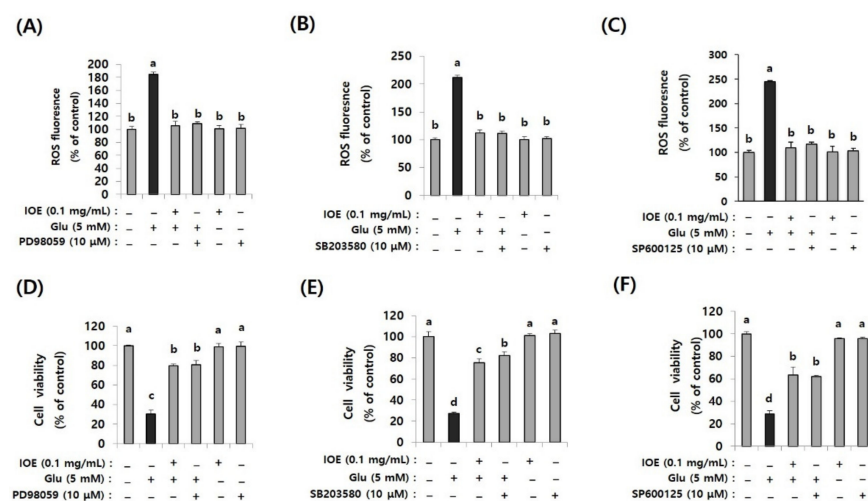 (A)
ROS fluoresnce
(% of control)
200
180
160
140
120
100
80
60
40
20
0
b a b b b b
IOE (0.1 mg/mL) : – – + – + –
Glu (5 mM) : – + + + – –
PD98059 (10 μM) : – – – + – +
(B)
ROS fluoresnce
(% of control)
250
200
150
100
50
0
b a b b b b
IOE (0.1 mg/mL) : – – + – + –
Glu (5 mM) : – + + + – –
SB203580 (10 μM) : – – – + – +
(C)
ROS fluoresnce
(% of control)
300
250
200
150
100
50
0
b a b b b b
IOE (0.1 mg/mL) : – – + – + –
Glu (5 mM) : – + + + – –
SP600125 (10 μM) : – – – + – +
(D)
Cell viability
(% of control)
120
100
80
60
40
20
0
a c b b a a
IOE (0.1 mg/mL) : – – + – + –
Glu (5 mM) : – + + + – –
PD98059 (10 μM) : – – – + – +
(E)
Cell viability
(% of control)
120
100
80
60
40
20
0
a d c b a a
IOE (0.1 mg/mL) : – – + – + –
Glu (5 mM) : – + + + – –
SB203580 (10 μM) : – – – + – +
(F)
Cell viability
(% of control)
120
100
80
60
40
20
0
a d b b a a
IOE (0.1 mg/mL) : – – + – + –
Glu (5 mM) : – + + + – –
SP600125 (10 μM) : – – – + – +